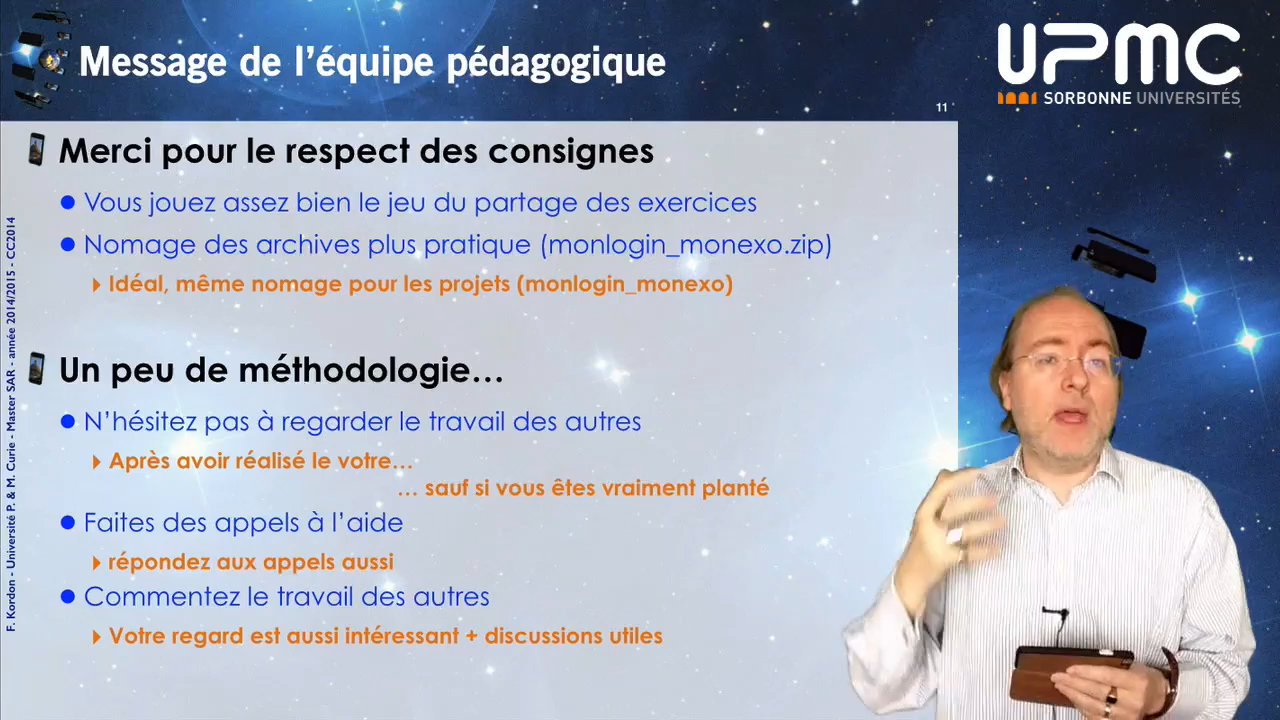 Message de l'équipe pédagogique
UPMC
SORBONNE UNIVERSITÉS
11
Merci pour le respect des consignes
Vous jouez assez bien le jeu du partage des exercices
Nomage des archives plus pratique (monlogin_monexo.zip)
Idéal, même nomage pour les projets (monlogin_monexo)
Un peu de méthodologie…
N'hésitez pas à regarder le travail des autres
Après avoir réalisé le votre…
… sauf si vous êtes vraiment planté
Faites des appels à l'aide
répondez aux appels aussi
Commentez le travail des autres
Votre regard est aussi intéressant + discussions utiles
F. Kordon - Université P. & M. Curie - Master SAR - année 2014/2015 - CC2014